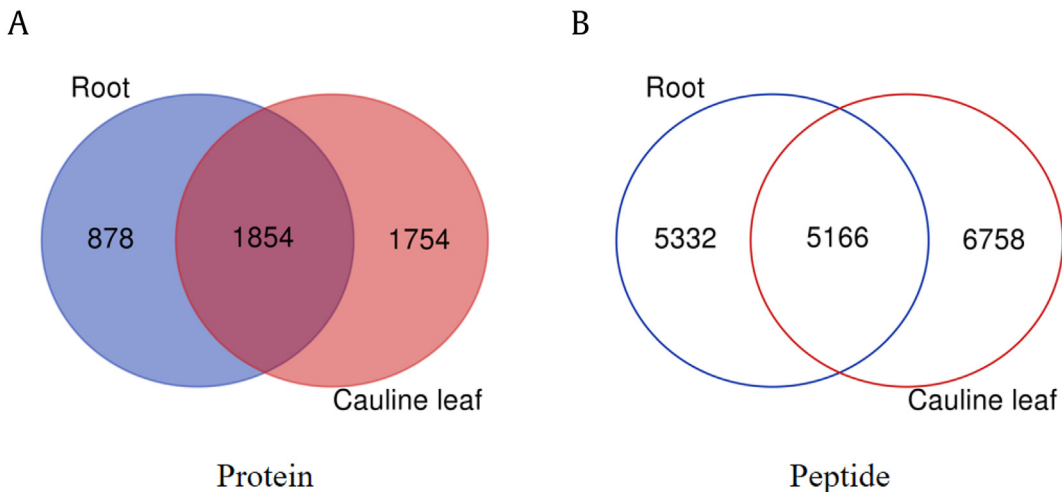 A
Root
878
1854
1754
Cauline leaf
Protein
B
Root
5332
5166
6758
Cauline leaf
Peptide